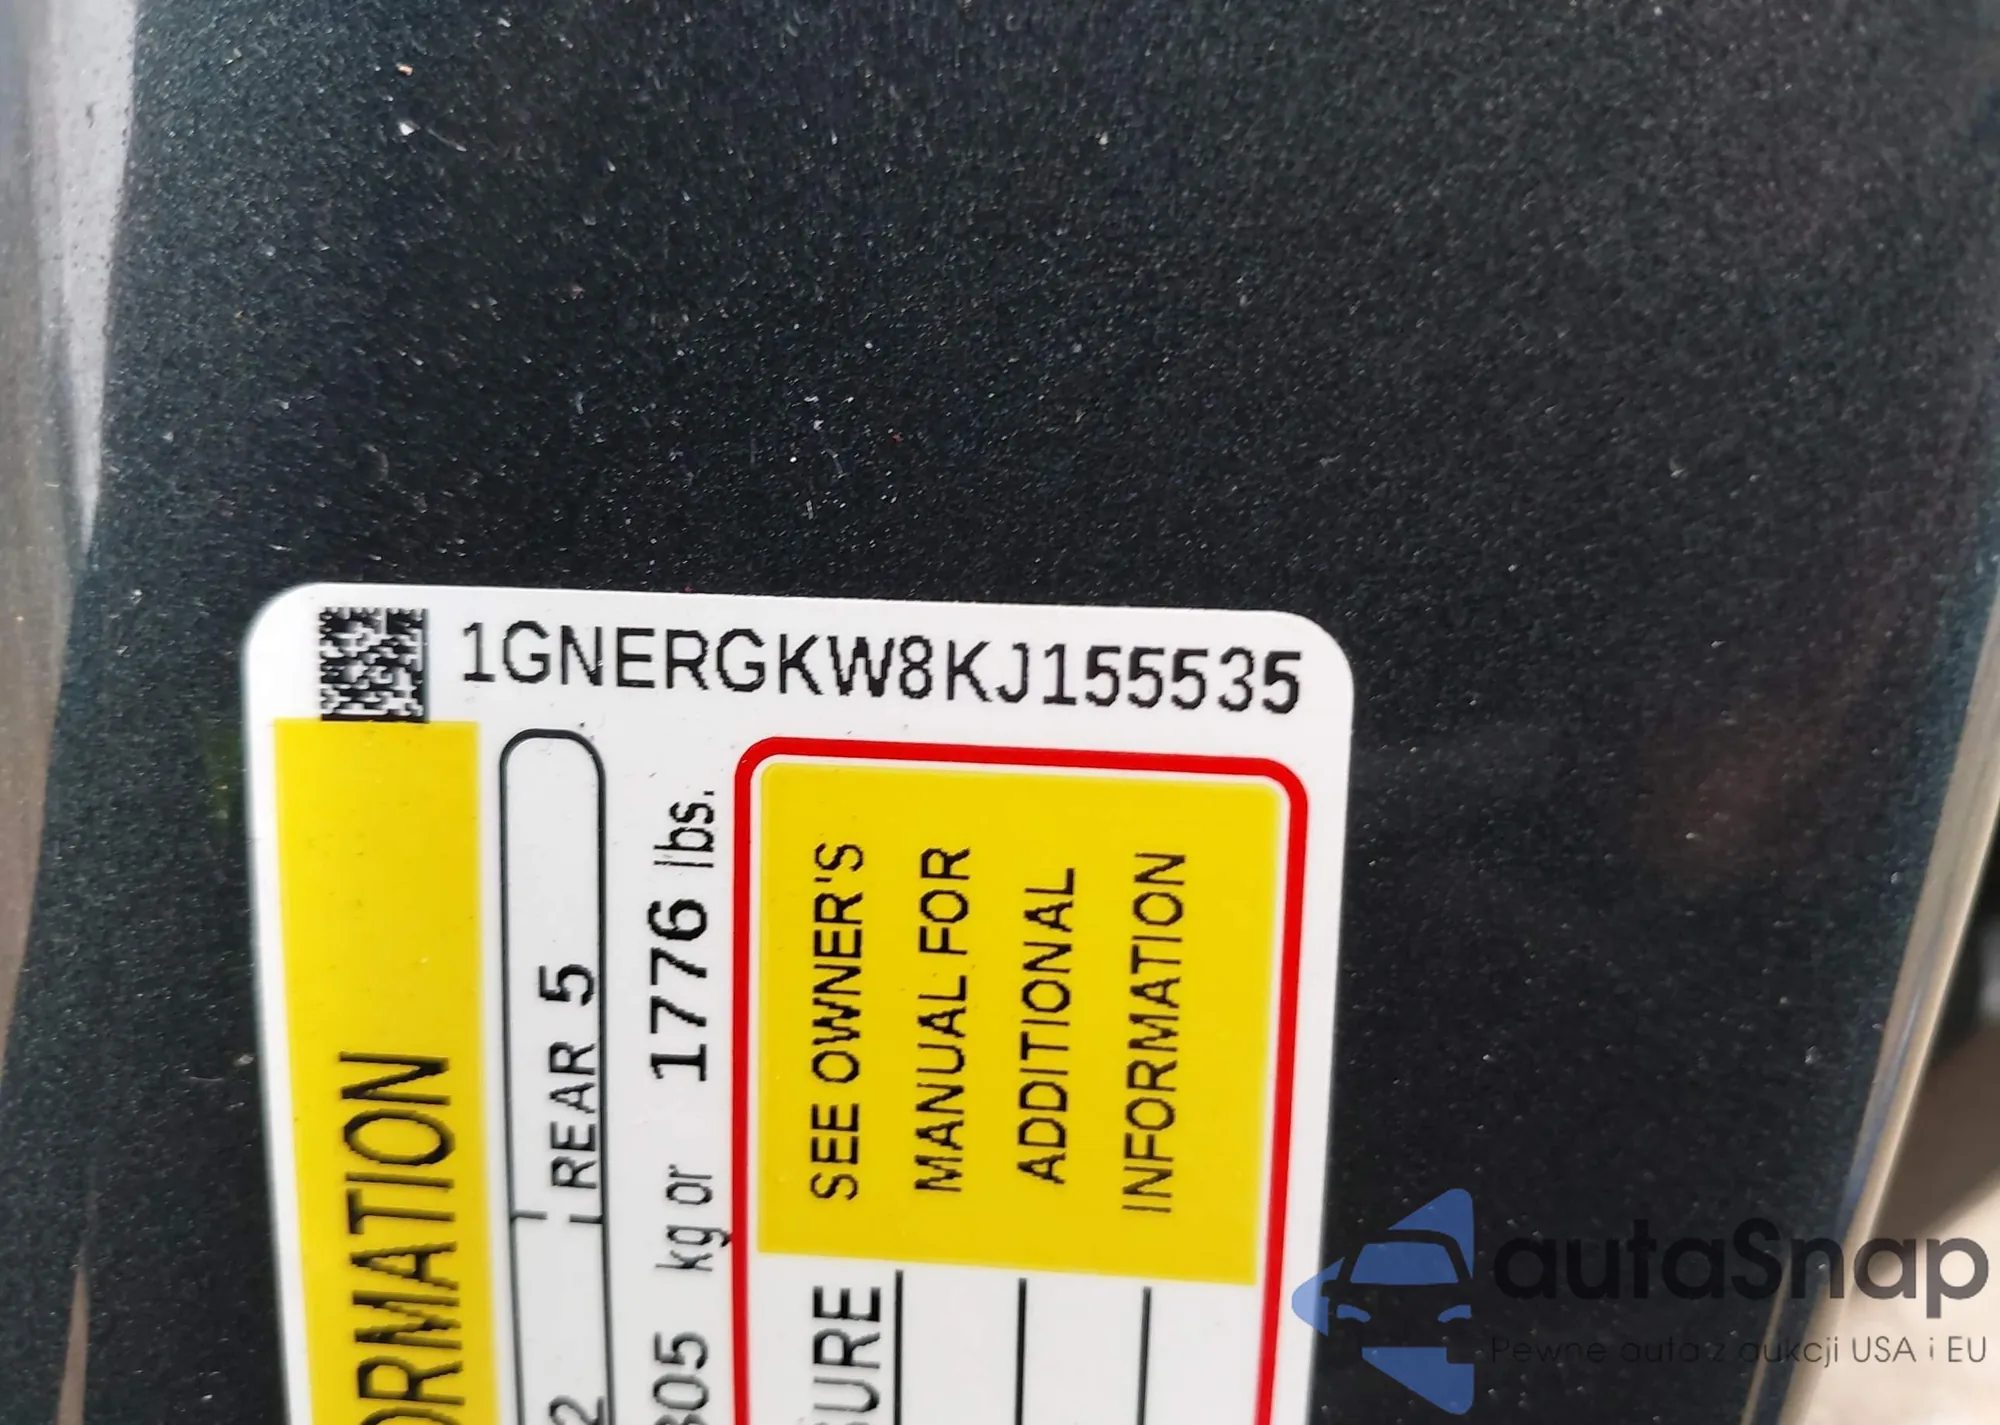 1GNERGKW8KJ155535
ORMATION
2 REAR 5
805 kg or 1776 lbs.
SURE
SEE OWNER'S
MANUAL FOR
ADDITIONAL
INFORMATION
autaSnap
Pewne auta z aukcji USA i EU